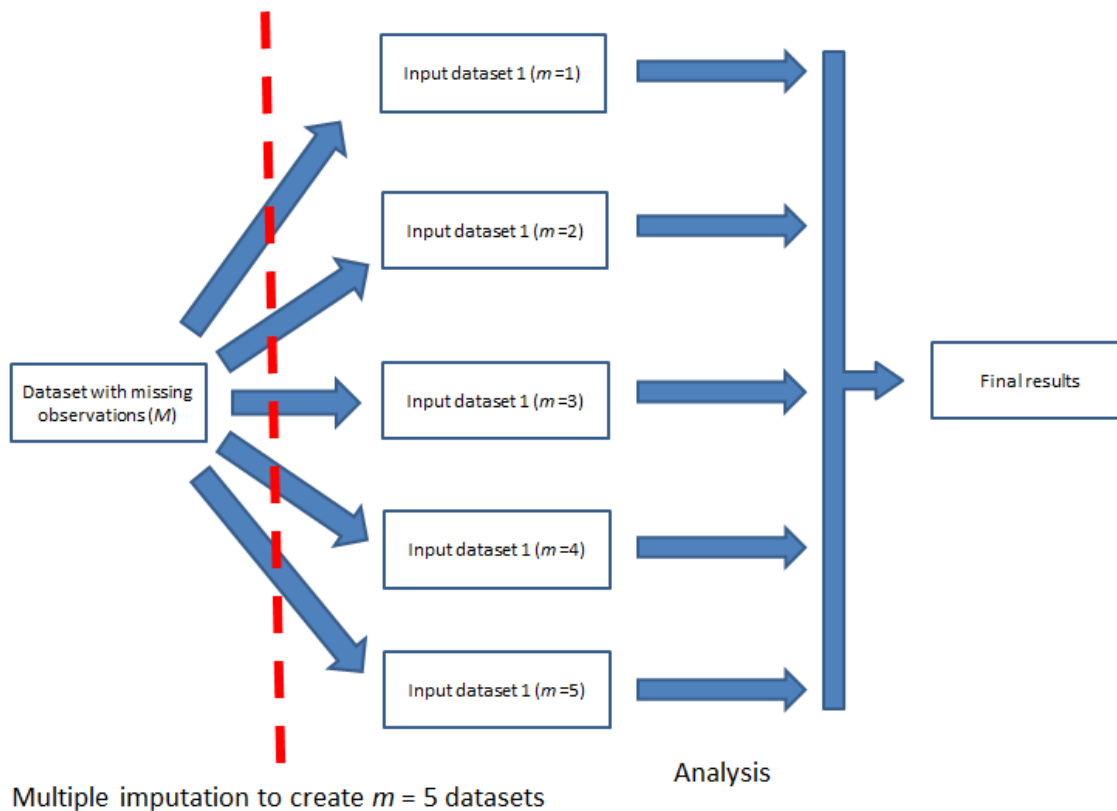 Input dataset 1 (m=1)
Input dataset 1 (m=2)
Dataset with missing
observations (M)
Input dataset 1 (m=3)
Final results
Input dataset 1 (m=4)
Input dataset 1 (m=5)
Analysis
Multiple imputation to create m = 5 datasets